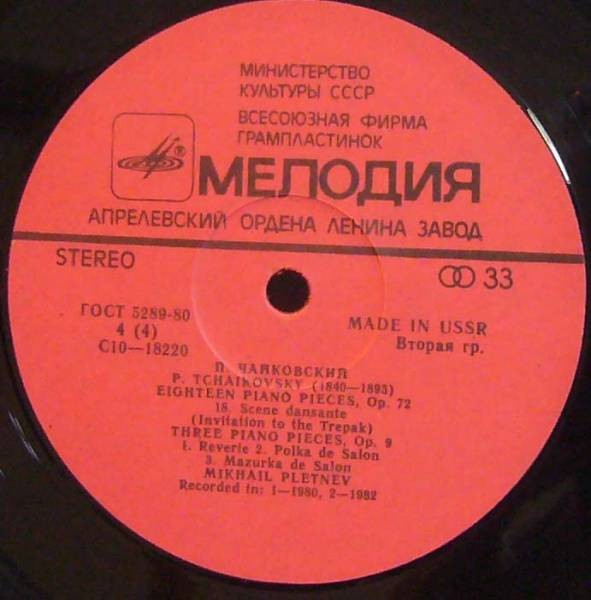 МИНИСТЕРСТВО
КУЛЬТУРЫ СССР
ВСЕСОЮЗНАЯ ФИРМА
ГРАМПЛАСТИНОК
МЕЛОДИЯ
АПРЕЛЕВСКИЙ ОРДЕНА ЛЕНИНА ЗАВОД
STEREO
33
ГОСТ 5289-80
4 (4)
С10—18220
MADE IN USSR
Вторая гр.
П. ЧАЙКОВСКИЙ
P. TCHAIKOVSKY (1840—1893)
EIGHTEEN PIANO PIECES, Op. 72
18. Scene dansante
(Invitation to the Trepak)
THREE PIANO PIECES, Op. 9
1. Reverie 2. Polka de Salon
3. Mazurka de Salon
MIKHAIL PLETNEV
Recorded in: 1—1980, 2—1982